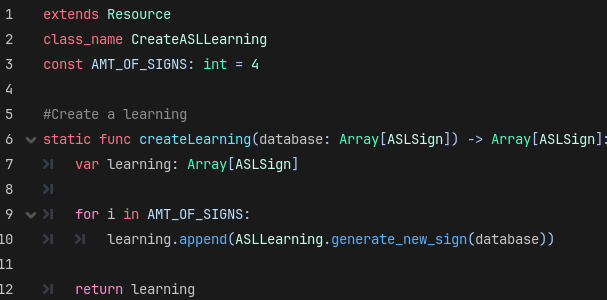 1 extends Resource
2 class_name CreateASLLearning
3 const AMT_OF_SIGNS: int = 4
4
5 #Create a learning
6 static func createLearning(database: Array[ASLSign]) -> Array[ASLSign]:
7 var learning: Array[ASLSign]
8
9 for i in AMT_OF_SIGNS:
10 learning.append(ASLLearning.generate_new_sign(database))
11
12 return learning